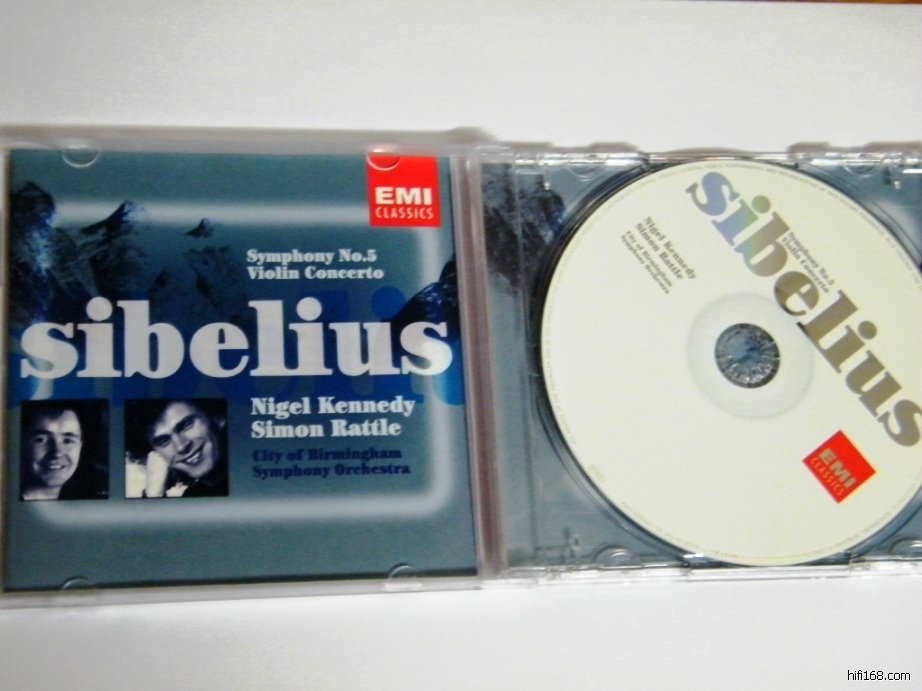 EMI
CLASSICS
Symphony No.5
Violin Concerto
sibelius
Nigel Kennedy
Simon Rattle
City of Birmingham
Symphony Orchestra
sibelius
Symphony No.5
Violin Concerto
Nigel Kennedy
Simon Rattle
City of Birmingham
Symphony Orchestra
EMI
CLASSICS
hifi168.com